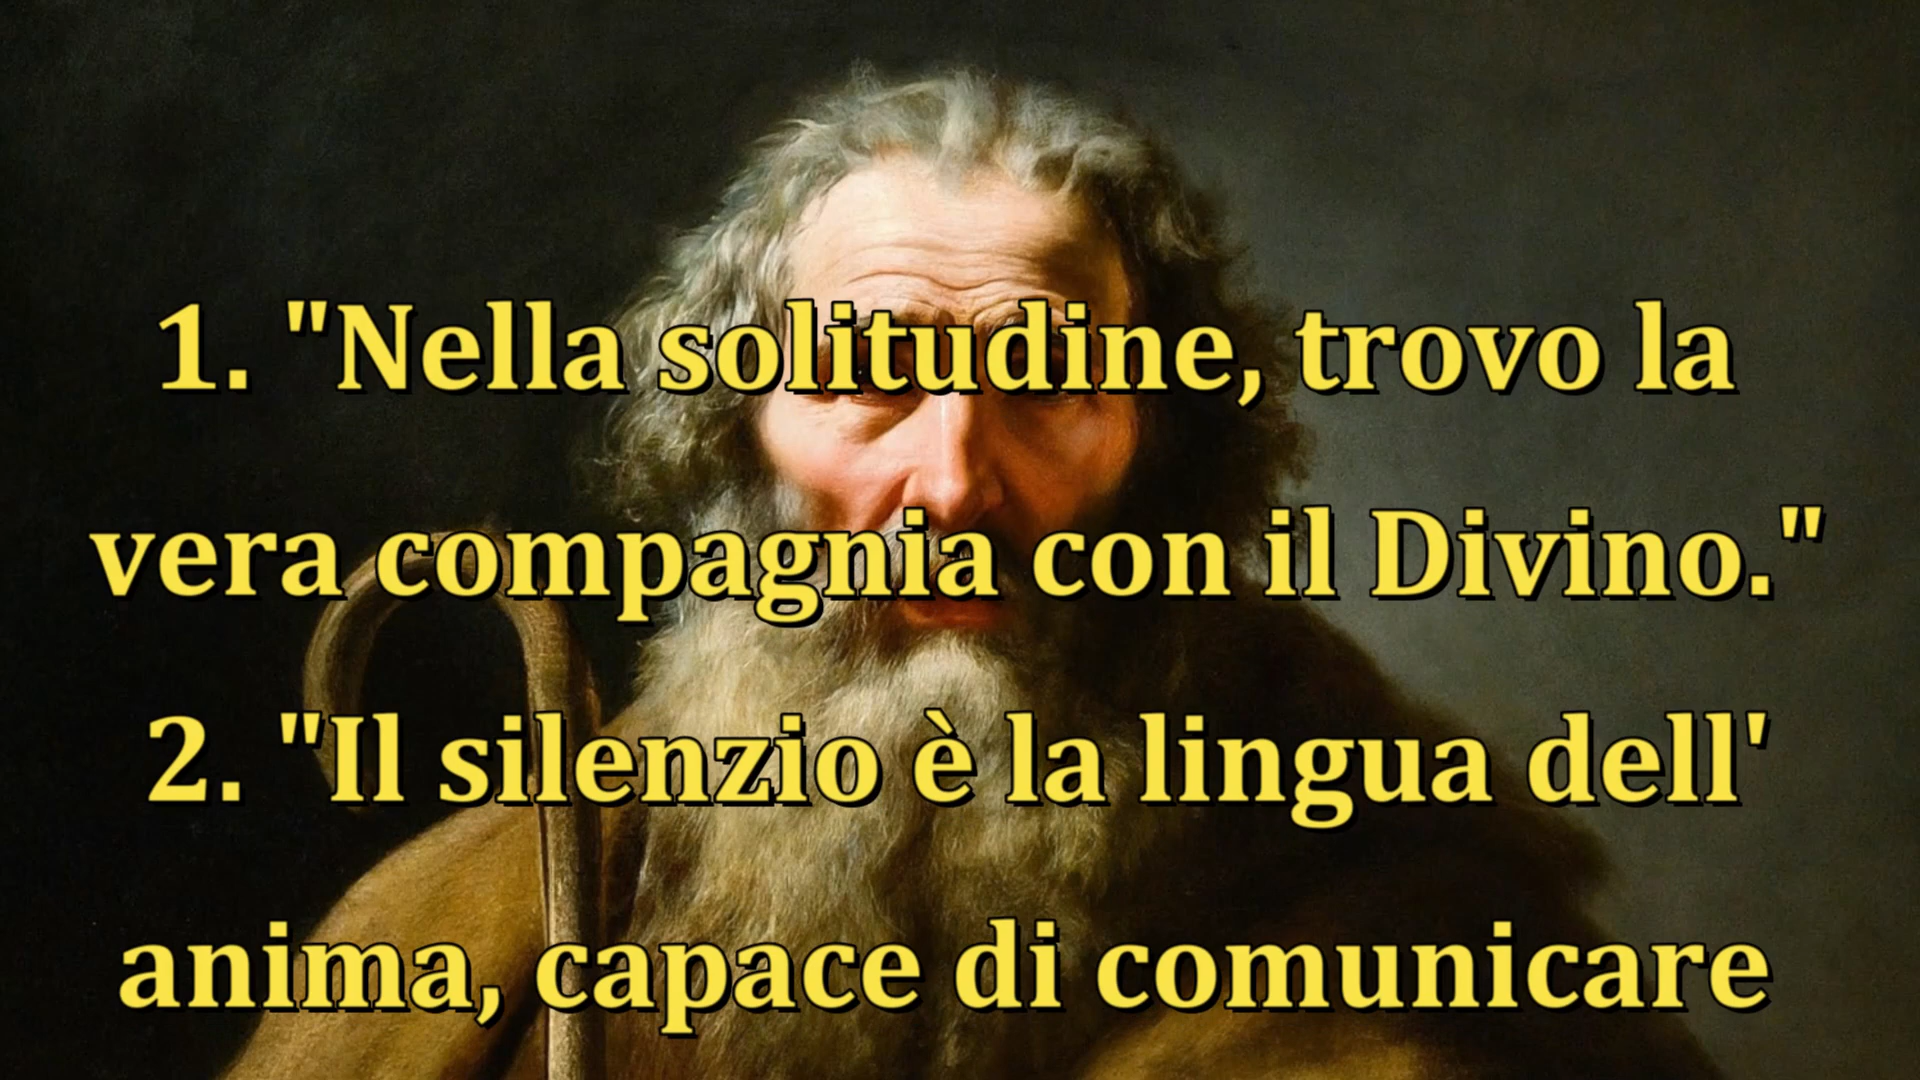 1. "Nella solitudine, trovo la
vera compagnia con il Divino."
2. "Il silenzio è la lingua dell'
anima, capace di comunicare